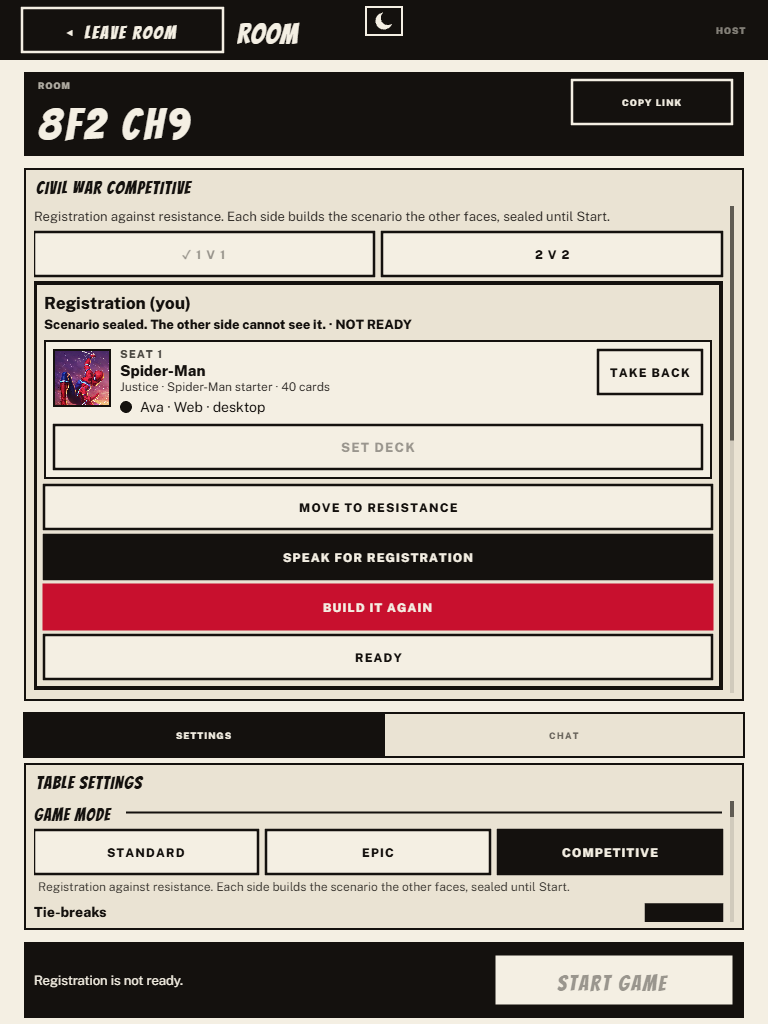 ◂ LEAVE ROOM
ROOM
HOST
ROOM
8F2 CH9
COPY LINK
CIVIL WAR COMPETITIVE
Registration against resistance. Each side builds the scenario the other faces, sealed until Start.
✓ 1 V 1
2 V 2
Registration (you)
Scenario sealed. The other side cannot see it. · NOT READY
SEAT 1
Spider-Man
Justice · Spider-Man starter · 40 cards
Ava · Web · desktop
TAKE BACK
SET DECK
MOVE TO RESISTANCE
SPEAK FOR REGISTRATION
BUILD IT AGAIN
READY
SETTINGS
CHAT
TABLE SETTINGS
GAME MODE
STANDARD
EPIC
COMPETITIVE
Registration against resistance. Each side builds the scenario the other faces, sealed until Start.
Tie-breaks
Registration is not ready.
START GAME